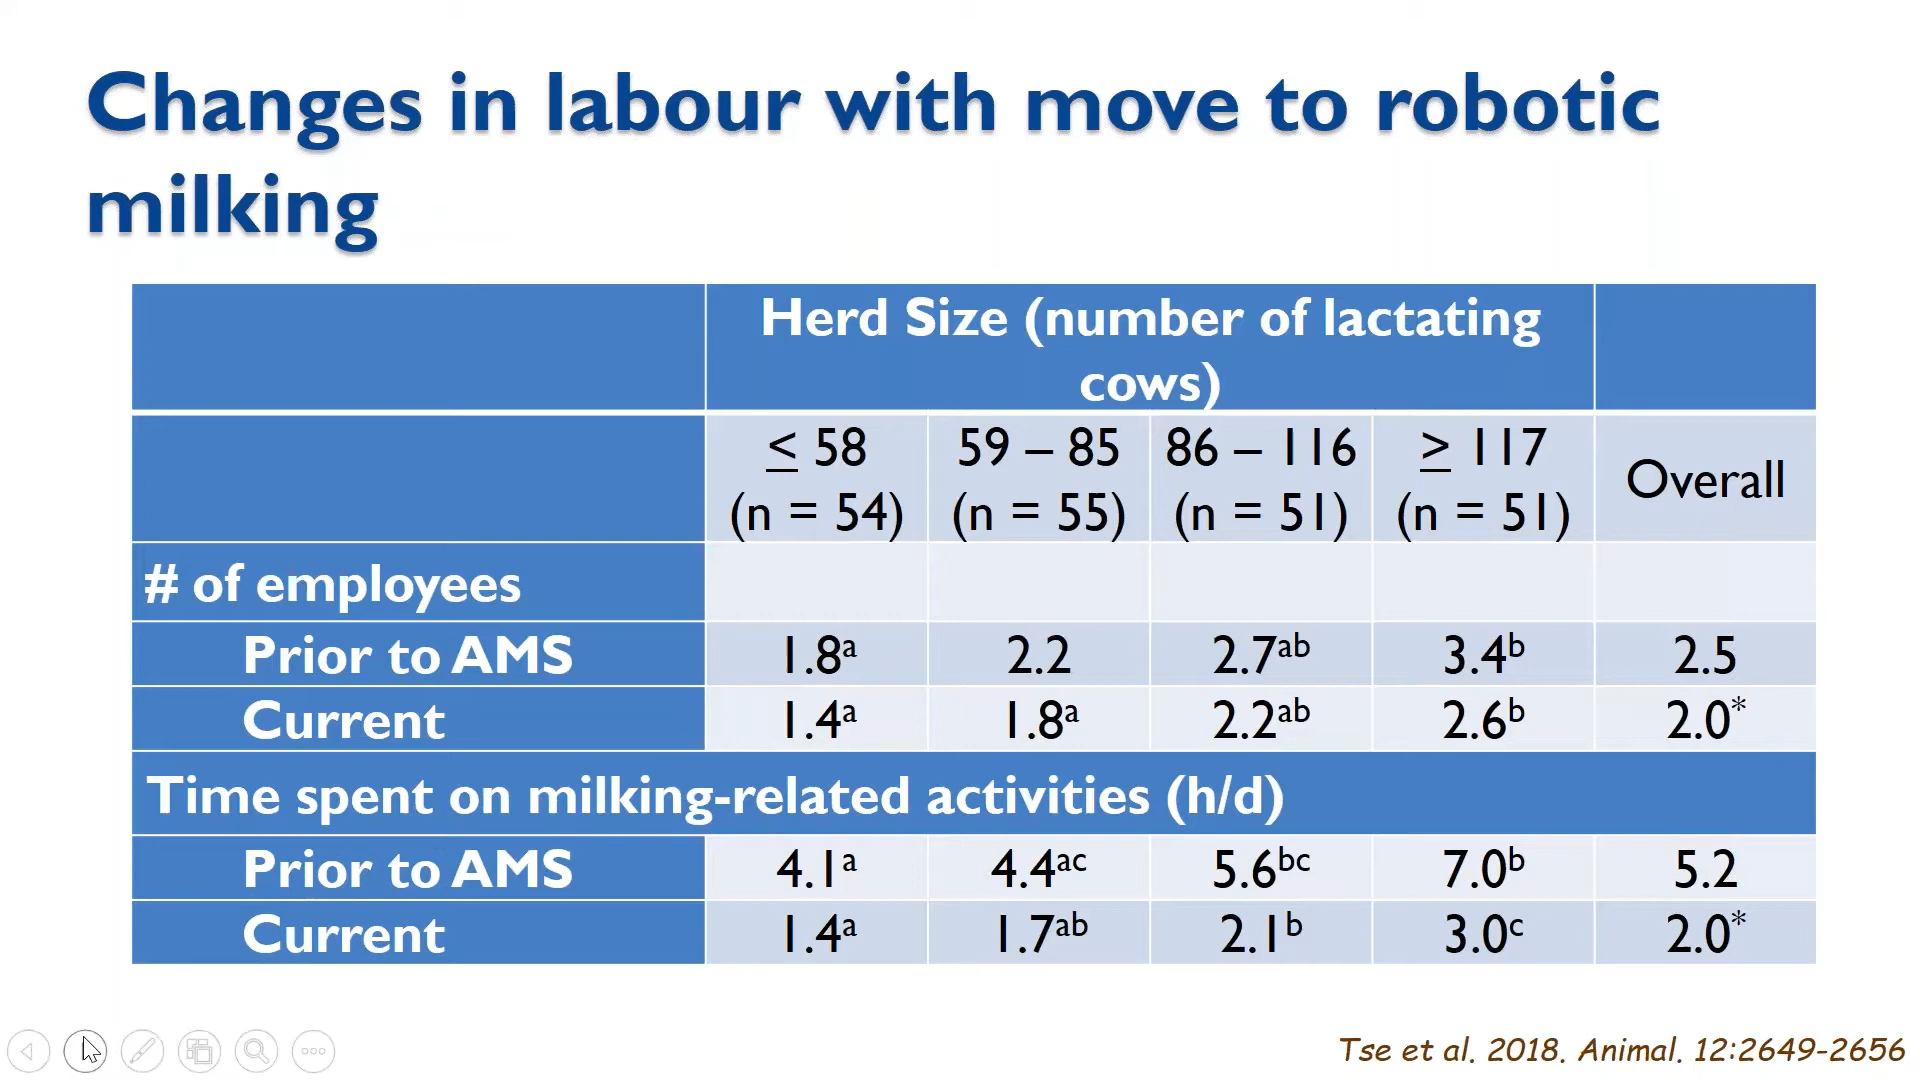 Changes in labour with move to robotic
milking
Herd Size (number of lactating
cows)
≤ 58 59 – 85 86 – 116 ≥ 117 Overall
(n = 54) (n = 55) (n = 51) (n = 51)
# of employees
Prior to AMS 1.8ᵃ 2.2 2.7ᵃᵇ 3.4ᵇ 2.5
Current 1.4ᵃ 1.8ᵃ 2.2ᵃᵇ 2.6ᵇ 2.0*
Time spent on milking-related activities (h/d)
Prior to AMS 4.1ᵃ 4.4ᵃᶜ 5.6ᵇᶜ 7.0ᵇ 5.2
Current 1.4ᵃ 1.7ᵃᵇ 2.1ᵇ 3.0ᶜ 2.0*
Tse et al. 2018. Animal. 12:2649-2656